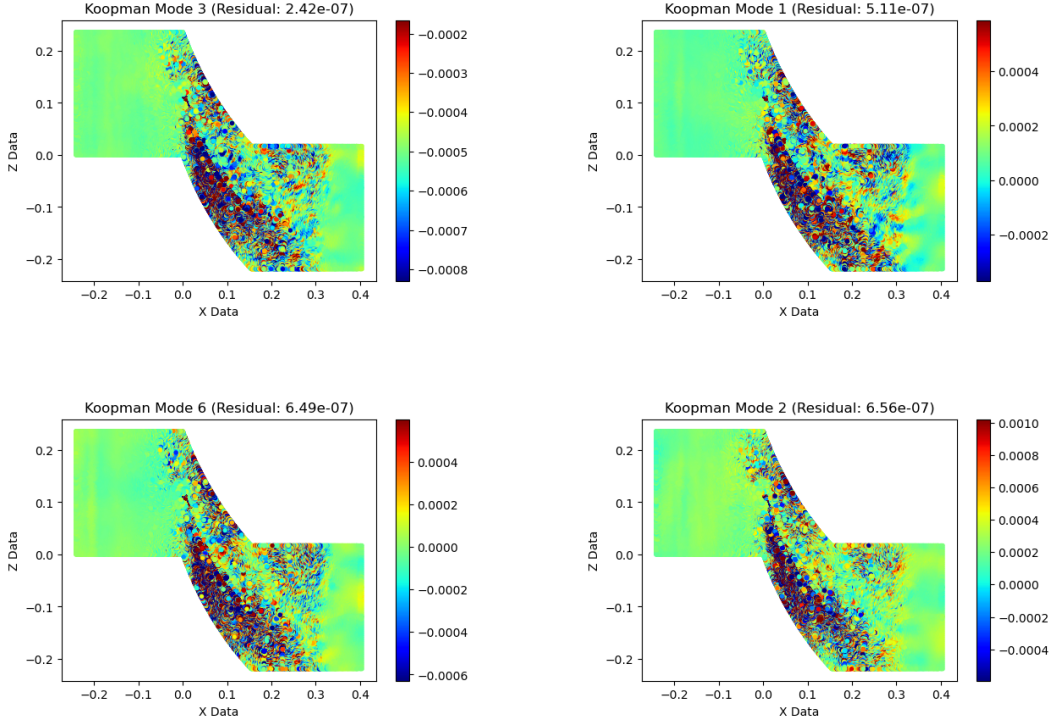 Koopman Mode 3 (Residual: 2.42e-07)
0.2
0.1
0.0
−0.1
−0.2
Z Data
−0.2 −0.1 0.0 0.1 0.2 0.3 0.4
X Data
−0.0002
−0.0003
−0.0004
−0.0005
−0.0006
−0.0007
−0.0008
Koopman Mode 1 (Residual: 5.11e-07)
0.2
0.1
0.0
−0.1
−0.2
Z Data
−0.2 −0.1 0.0 0.1 0.2 0.3 0.4
X Data
0.0004
0.0002
0.0000
−0.0002
Koopman Mode 6 (Residual: 6.49e-07)
0.2
0.1
0.0
−0.1
−0.2
Z Data
−0.2 −0.1 0.0 0.1 0.2 0.3 0.4
X Data
0.0004
0.0002
0.0000
−0.0002
−0.0004
−0.0006
Koopman Mode 2 (Residual: 6.56e-07)
0.2
0.1
0.0
−0.1
−0.2
Z Data
−0.2 −0.1 0.0 0.1 0.2 0.3 0.4
X Data
0.0010
0.0008
0.0006
0.0004
0.0002
0.0000
−0.0002
−0.0004